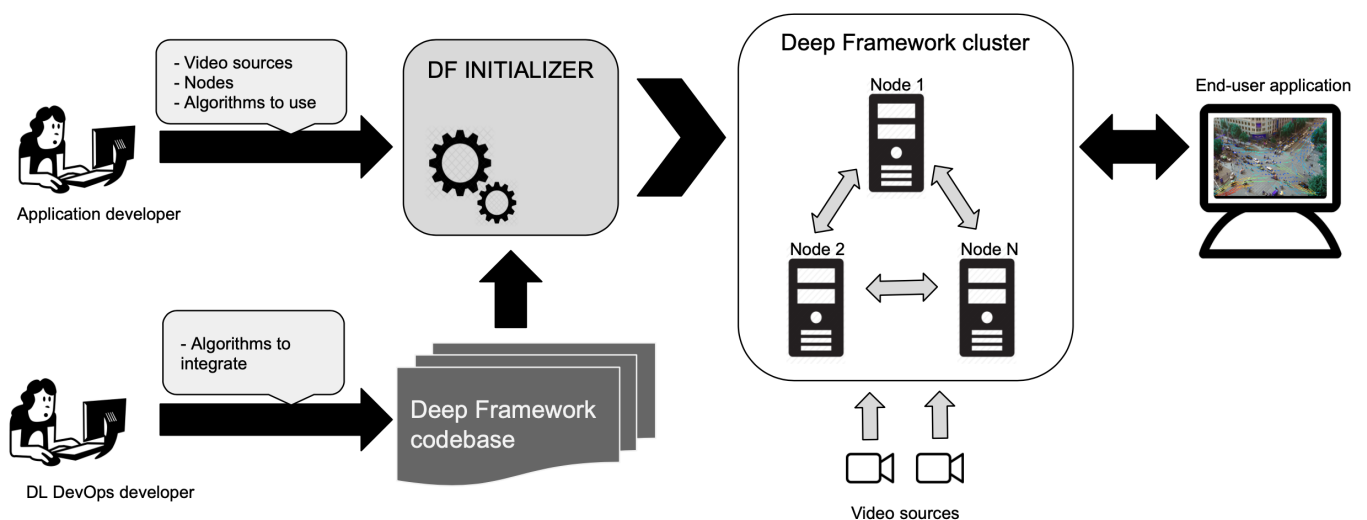 - Video sources
- Nodes
- Algorithms to use
Application developer
DF INITIALIZER
Deep Framework cluster
Node 1
Node 2
Node N
End-user application
- Algorithms to
integrate
DL DevOps developer
Deep Framework
codebase
Video sources